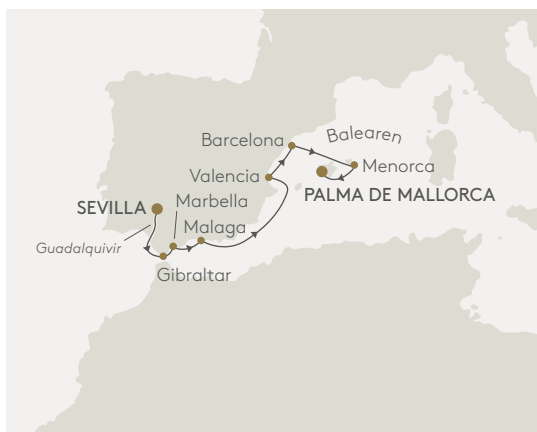 Barcelona
Balearen
Valencia
Menorca
SEVILLA
Marbella
PALMA DE MALLORCA
Malaga
Guadalquivir
Gibraltar